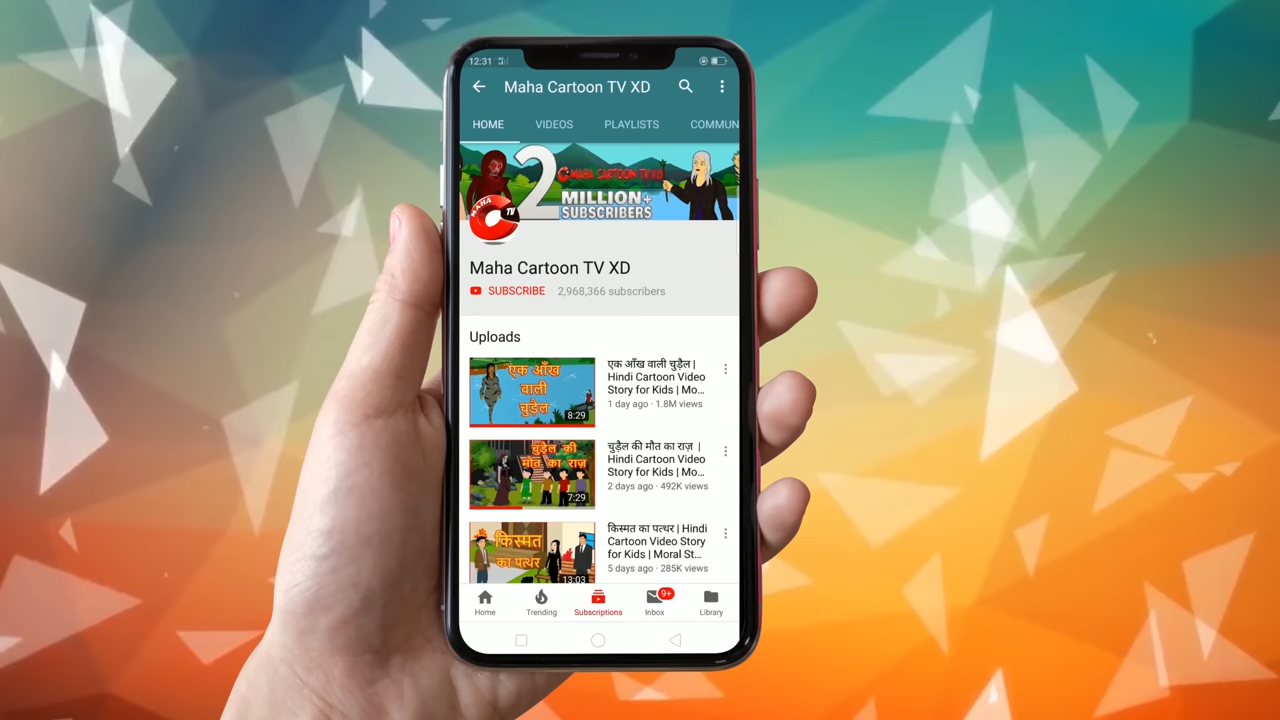 12:31
Maha Cartoon TV XD
HOME VIDEOS PLAYLISTS COMMUN
2 MAHA CARTOON TV XD
MILLION+
SUBSCRIBERS
MAHA
TV
Maha Cartoon TV XD
SUBSCRIBE 2,968,366 subscribers
Uploads
एक आँख
वाली
चुड़ैल
8:29
एक आँख वाली चुड़ैल |
Hindi Cartoon Video
Story for Kids | Mo...
1 day ago · 1.8M views
चुड़ैल की
मौत का राज़
7:29
चुड़ैल की मौत का राज़ |
Hindi Cartoon Video
Story for Kids | Mo...
2 days ago · 492K views
किस्मत
का पत्थर
13:03
किस्मत का पत्थर | Hindi
Cartoon Video Story
for Kids | Moral St...
5 days ago · 285K views
9+
Home Trending Subscriptions Inbox Library